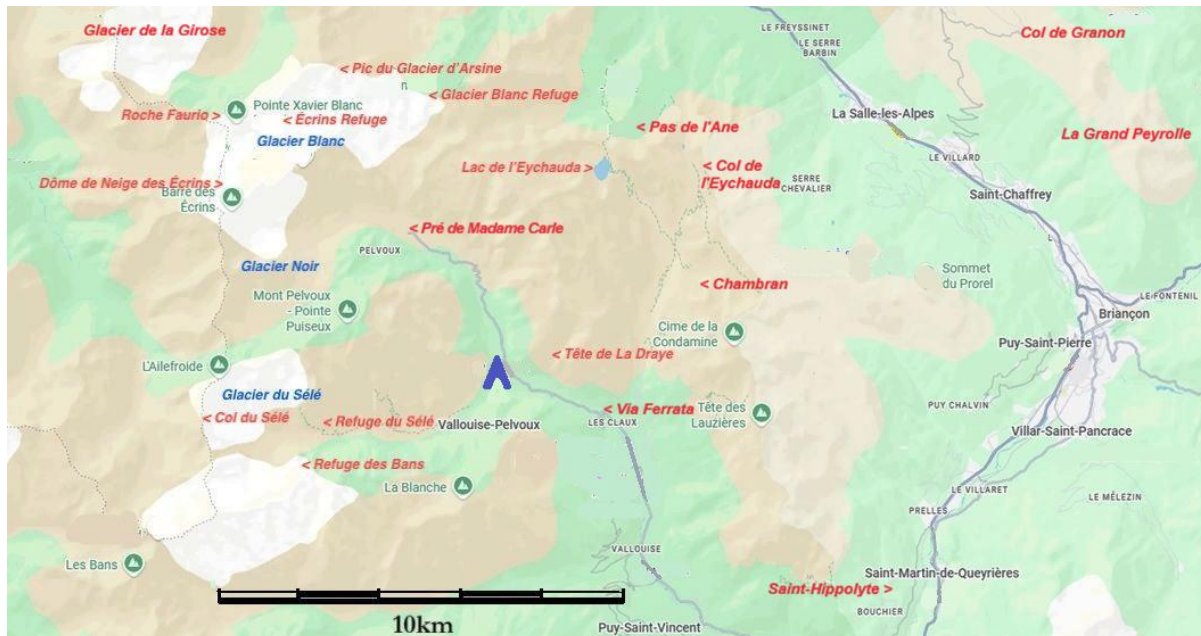 Glacier de la Girose
LE FREYSSINET
Col de Granon
LE SERRE
BARBIN
< Pic du Glacier d'Arsine
n
< Glacier Blanc Refuge
Pointe Xavier Blanc
Roche Faurio >
< Écrins Refuge
La Salle-les-Alpes
< Pas de l'Ane
La Grand Peyrolle
Glacier Blanc
LE VILLARD
Lac de l'Eychauda >
< Col de
l'Eychauda
SERRE
CHEVALIER
Dôme de Neige des Écrins >
Barre des
Écrins
Saint-Chaffrey
< Pré de Madame Carle
L
PELVOUX
Glacier Noir
Sommet
du Prorel
< Chambran
LE FONTENIL
Mont Pelvoux
- Pointe
Puiseux
Briançon
Cime de la
Condamine
Puy-Saint-Pierre
< Tête de La Draye
L'Ailefroide
Glacier du Sélé
PUY CHALVIN
< Col du Sélé
< Refuge du Sélé
Vallouise-Pelvoux
< Via Ferrata
LES CLAUX
Tête des
Lauzières
Villar-Saint-Pancrace
< Refuge des Bans
La Blanche
LE VILLARET
LE MÉLEZIN
PRELLES
VALLOUISE
Les Bans
Saint-Martin-de-Queyrières
Saint-Hippolyte >
BOUCHIER
10km
Puy-Saint-Vincent